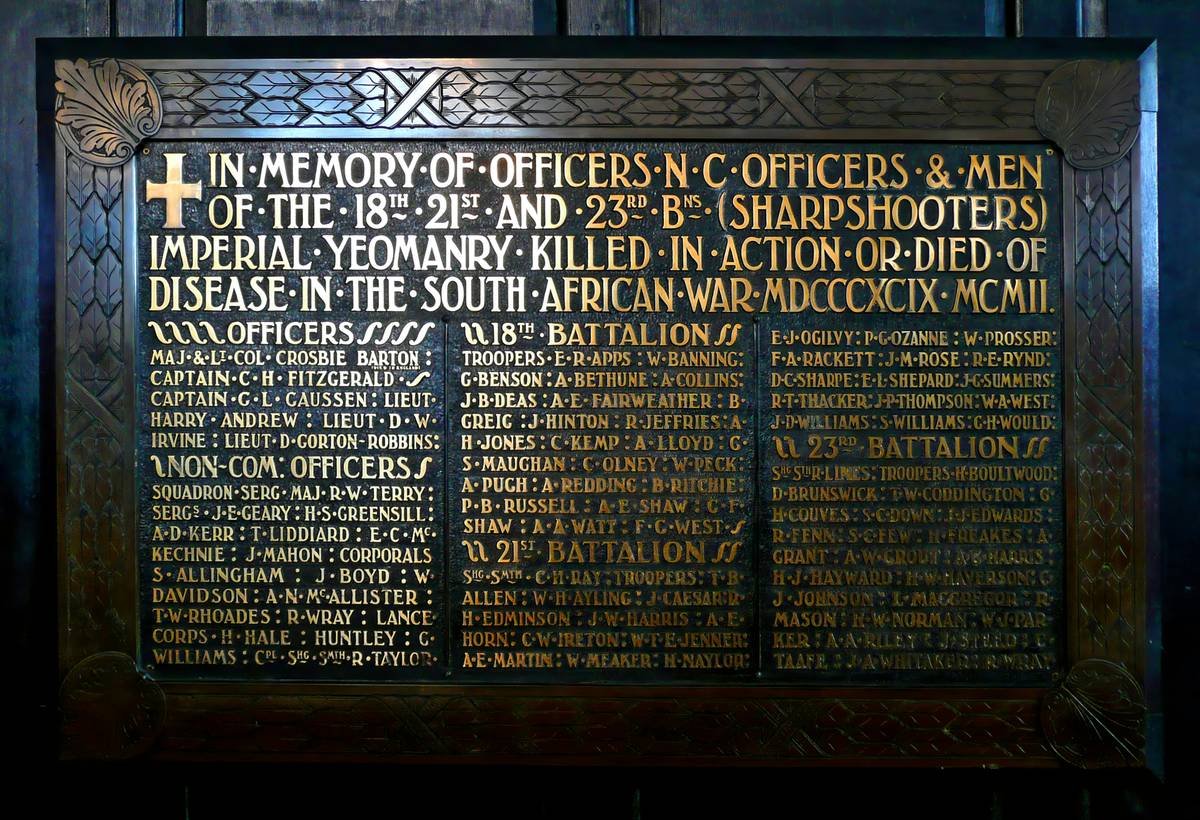 IN·MEMORY·OF·OFFICERS·N·C·OFFICERS·&·MEN
OF·THE·18TH·21ST·AND·23RD·BNS·(SHARPSHOOTERS)
IMPERIAL·YEOMANRY·KILLED·IN·ACTION·OR·DIED·OF
DISEASE·IN·THE·SOUTH·AFRICAN·WAR·MDCCCXCIX·MCMII.
OFFICERS
MAJ·&·LT·COL·CROSBIE BARTON:
CAPTAIN·C·H·FITZGERALD·
CAPTAIN·G·L·GAUSSEN: LIEUT·
HARRY·ANDREW: LIEUT·D·W·
IRVINE: LIEUT·D·GORTON-ROBBINS:
NON-COM: OFFICERS
SQUADRON·SERG·MAJ·R·W·TERRY:
SERGS·J·E·GEARY: H·S·GREENSILL:
A·D·KERR: T·LIDDIARD: E·C·MC
KECHNIE: J·MAHON: CORPORALS
S·ALLINGHAM: J·BOYD: W·
DAVIDSON: A·N·MCALLISTER:
T·W·RHOADES: R·WRAY: LANCE
CORPS·H·HALE: HUNTLEY: G·
WILLIAMS: CPL·SHG·SMTH·R·TAYLOR·
18TH·BATTALION
TROOPERS·E·R·APPS: W·BANNING:
G·BENSON: A·BETHUNE: A·COLLINS:
J·B·DEAS: A·E·FAIRWEATHER: B·
GREIG: J·HINTON: R·JEFFRIES: A·
H·JONES: C·KEMP: A·LLOYD: G·
S·MAUGHAN: C·OLNEY: W·PECK:
A·PUGH: A·REDDING: B·RITCHIE:
P·B·RUSSELL: A·E·SHAW: G·F·
SHAW: A·A·WATT: F·G·WEST·
21ST·BATTALION
SHG·SMTH·C·H·RAY: TROOPERS: T·B·
ALLEN: W·H·AYLING: J·CAESAR: R·
H·EDMINSON: J·W·HARRIS: A·E·
HORN: C·W·IRETON: W·T·E·JENNER:
A·E·MARTIN: W·MEAKER: H·NAYLOR:
E·J·OGILVY: P·G·OZANNE: W·PROSSER:
F·A·RACKETT: J·M·ROSE: R·E·RYND:
D·C·SHARPE: E·L·SHEPARD: J·G·SUMMERS:
R·T·THACKER: J·P·THOMPSON: W·A·WEST:
J·D·WILLIAMS: S·WILLIAMS: G·H·WOULD:
23RD·BATTALION
SHG SMTH R·LINES: TROOPERS·H·BOULTWOOD:
D·BRUNSWICK: T·W·CODDINGTON: G·
H·COUVES: S·C·DOWN: F·J·EDWARDS:
R·FENN: S·C·FEW: H·FREAKES: A·
GRANT: A·W·GROUT: HARRIS:
H·J·HAYWARD: H·W·HAVERSON: G·
J·JOHNSON: L·MACGREGOR: R·
MASON: H·W·NORMAN: W·J·PAR
KER: A·A·RILEY: J·STEED:
TAAFE: J·A·WHITAKER: R·WRAY